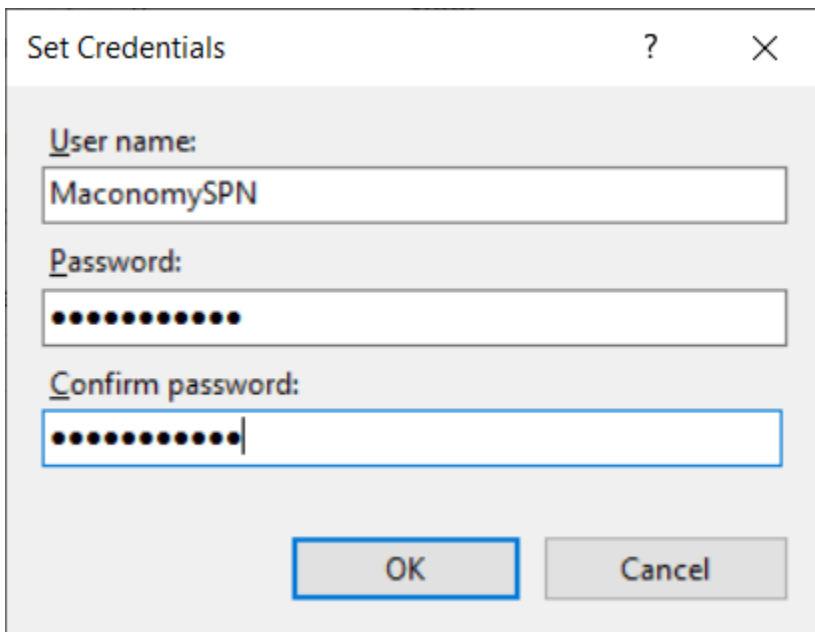 Set Credentials ?
User name:
MaconomySPN
Password:
●●●●●●●●●●●
Confirm password:
●●●●●●●●●●●
OK Cancel